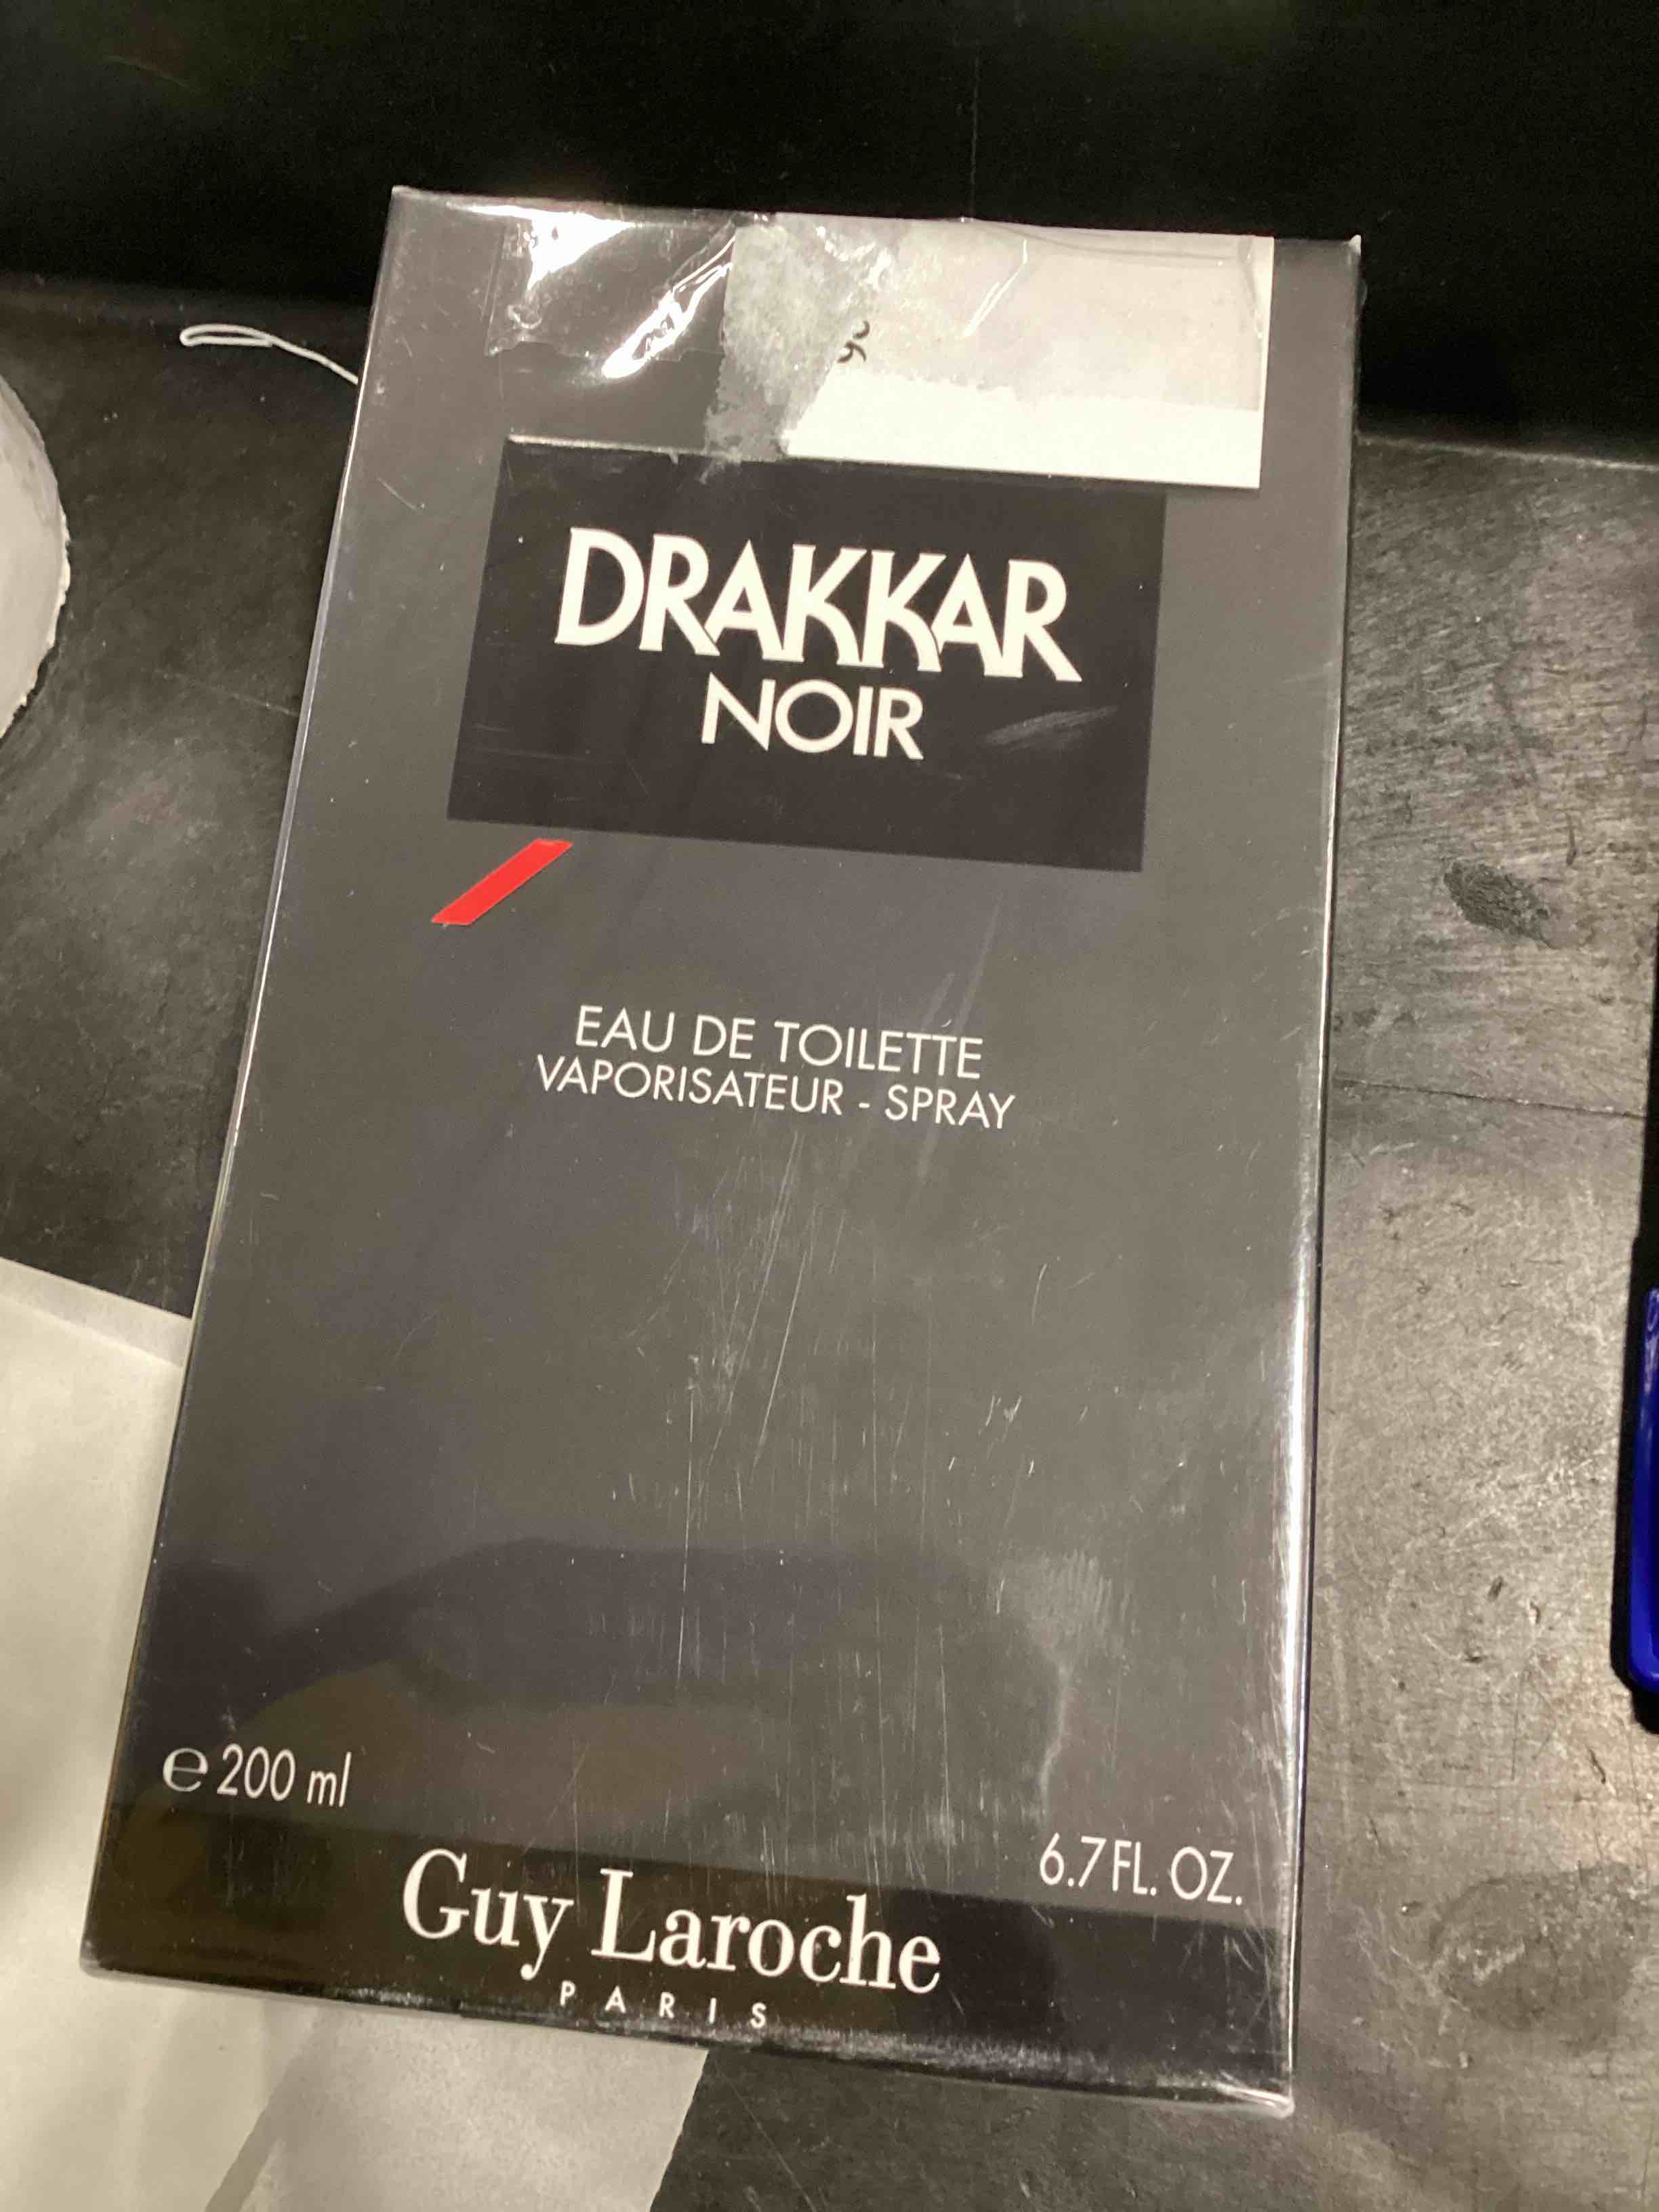 DRAKKAR
NOIR
EAU DE TOILETTE
VAPORISATEUR - SPRAY
℮ 200 ml
6.7 FL. OZ.
Guy Laroche
PARIS